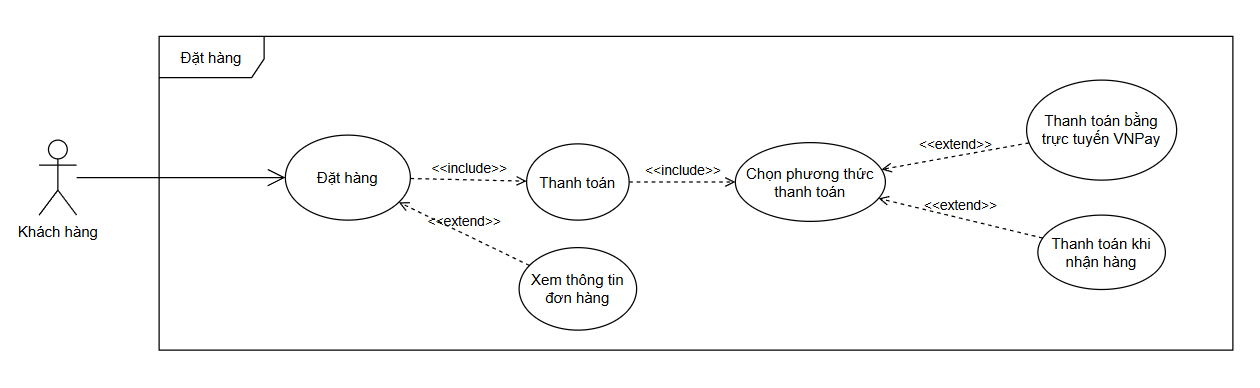 Đặt hàng
Khách hàng
Đặt hàng
<<include>>
Thanh toán
<<include>>
Chọn phương thức
thanh toán
<<extend>>
Thanh toán bằng
trực tuyến VNPay
<<extend>>
Thanh toán khi
nhận hàng
<<extend>>
Xem thông tin
đơn hàng